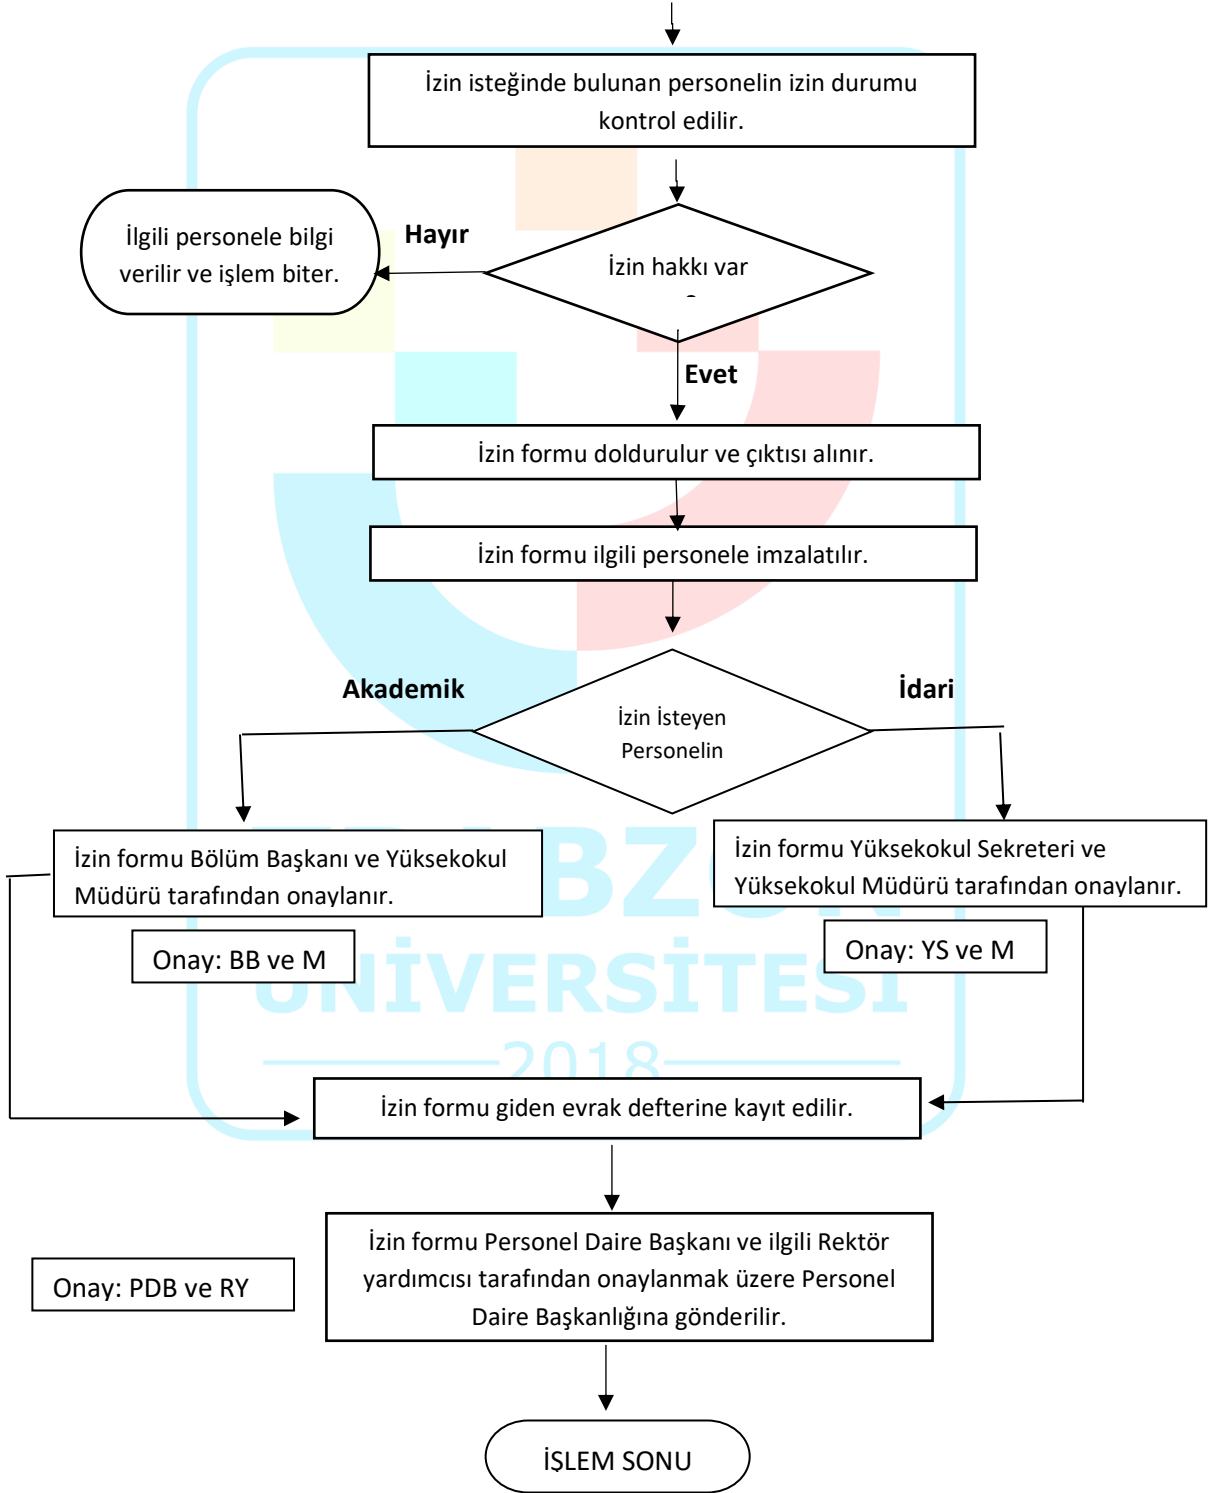 İzin isteğinde bulunan personelin izin durumu
kontrol edilir.
İlgili personele bilgi
verilir ve işlem biter.
Hayır
İzin hakkı var
Evet
İzin formu doldurulur ve çıktısı alınır.
İzin formu ilgili personele imzalatılır.
Akademik
İdari
İzin İsteyen
Personelin
İzin formu Bölüm Başkanı ve Yüksekokul
Müdürü tarafından onaylanır.
İzin formu Yüksekokul Sekreteri ve
Yüksekokul Müdürü tarafından onaylanır.
Onay: BB ve M
Onay: YS ve M
ÜNİVERSİTESİ
2018
İzin formu giden evrak defterine kayıt edilir.
İzin formu Personel Daire Başkanı ve ilgili Rektör
yardımcısı tarafından onaylanmak üzere Personel
Daire Başkanlığına gönderilir.
Onay: PDB ve RY
İŞLEM SONU